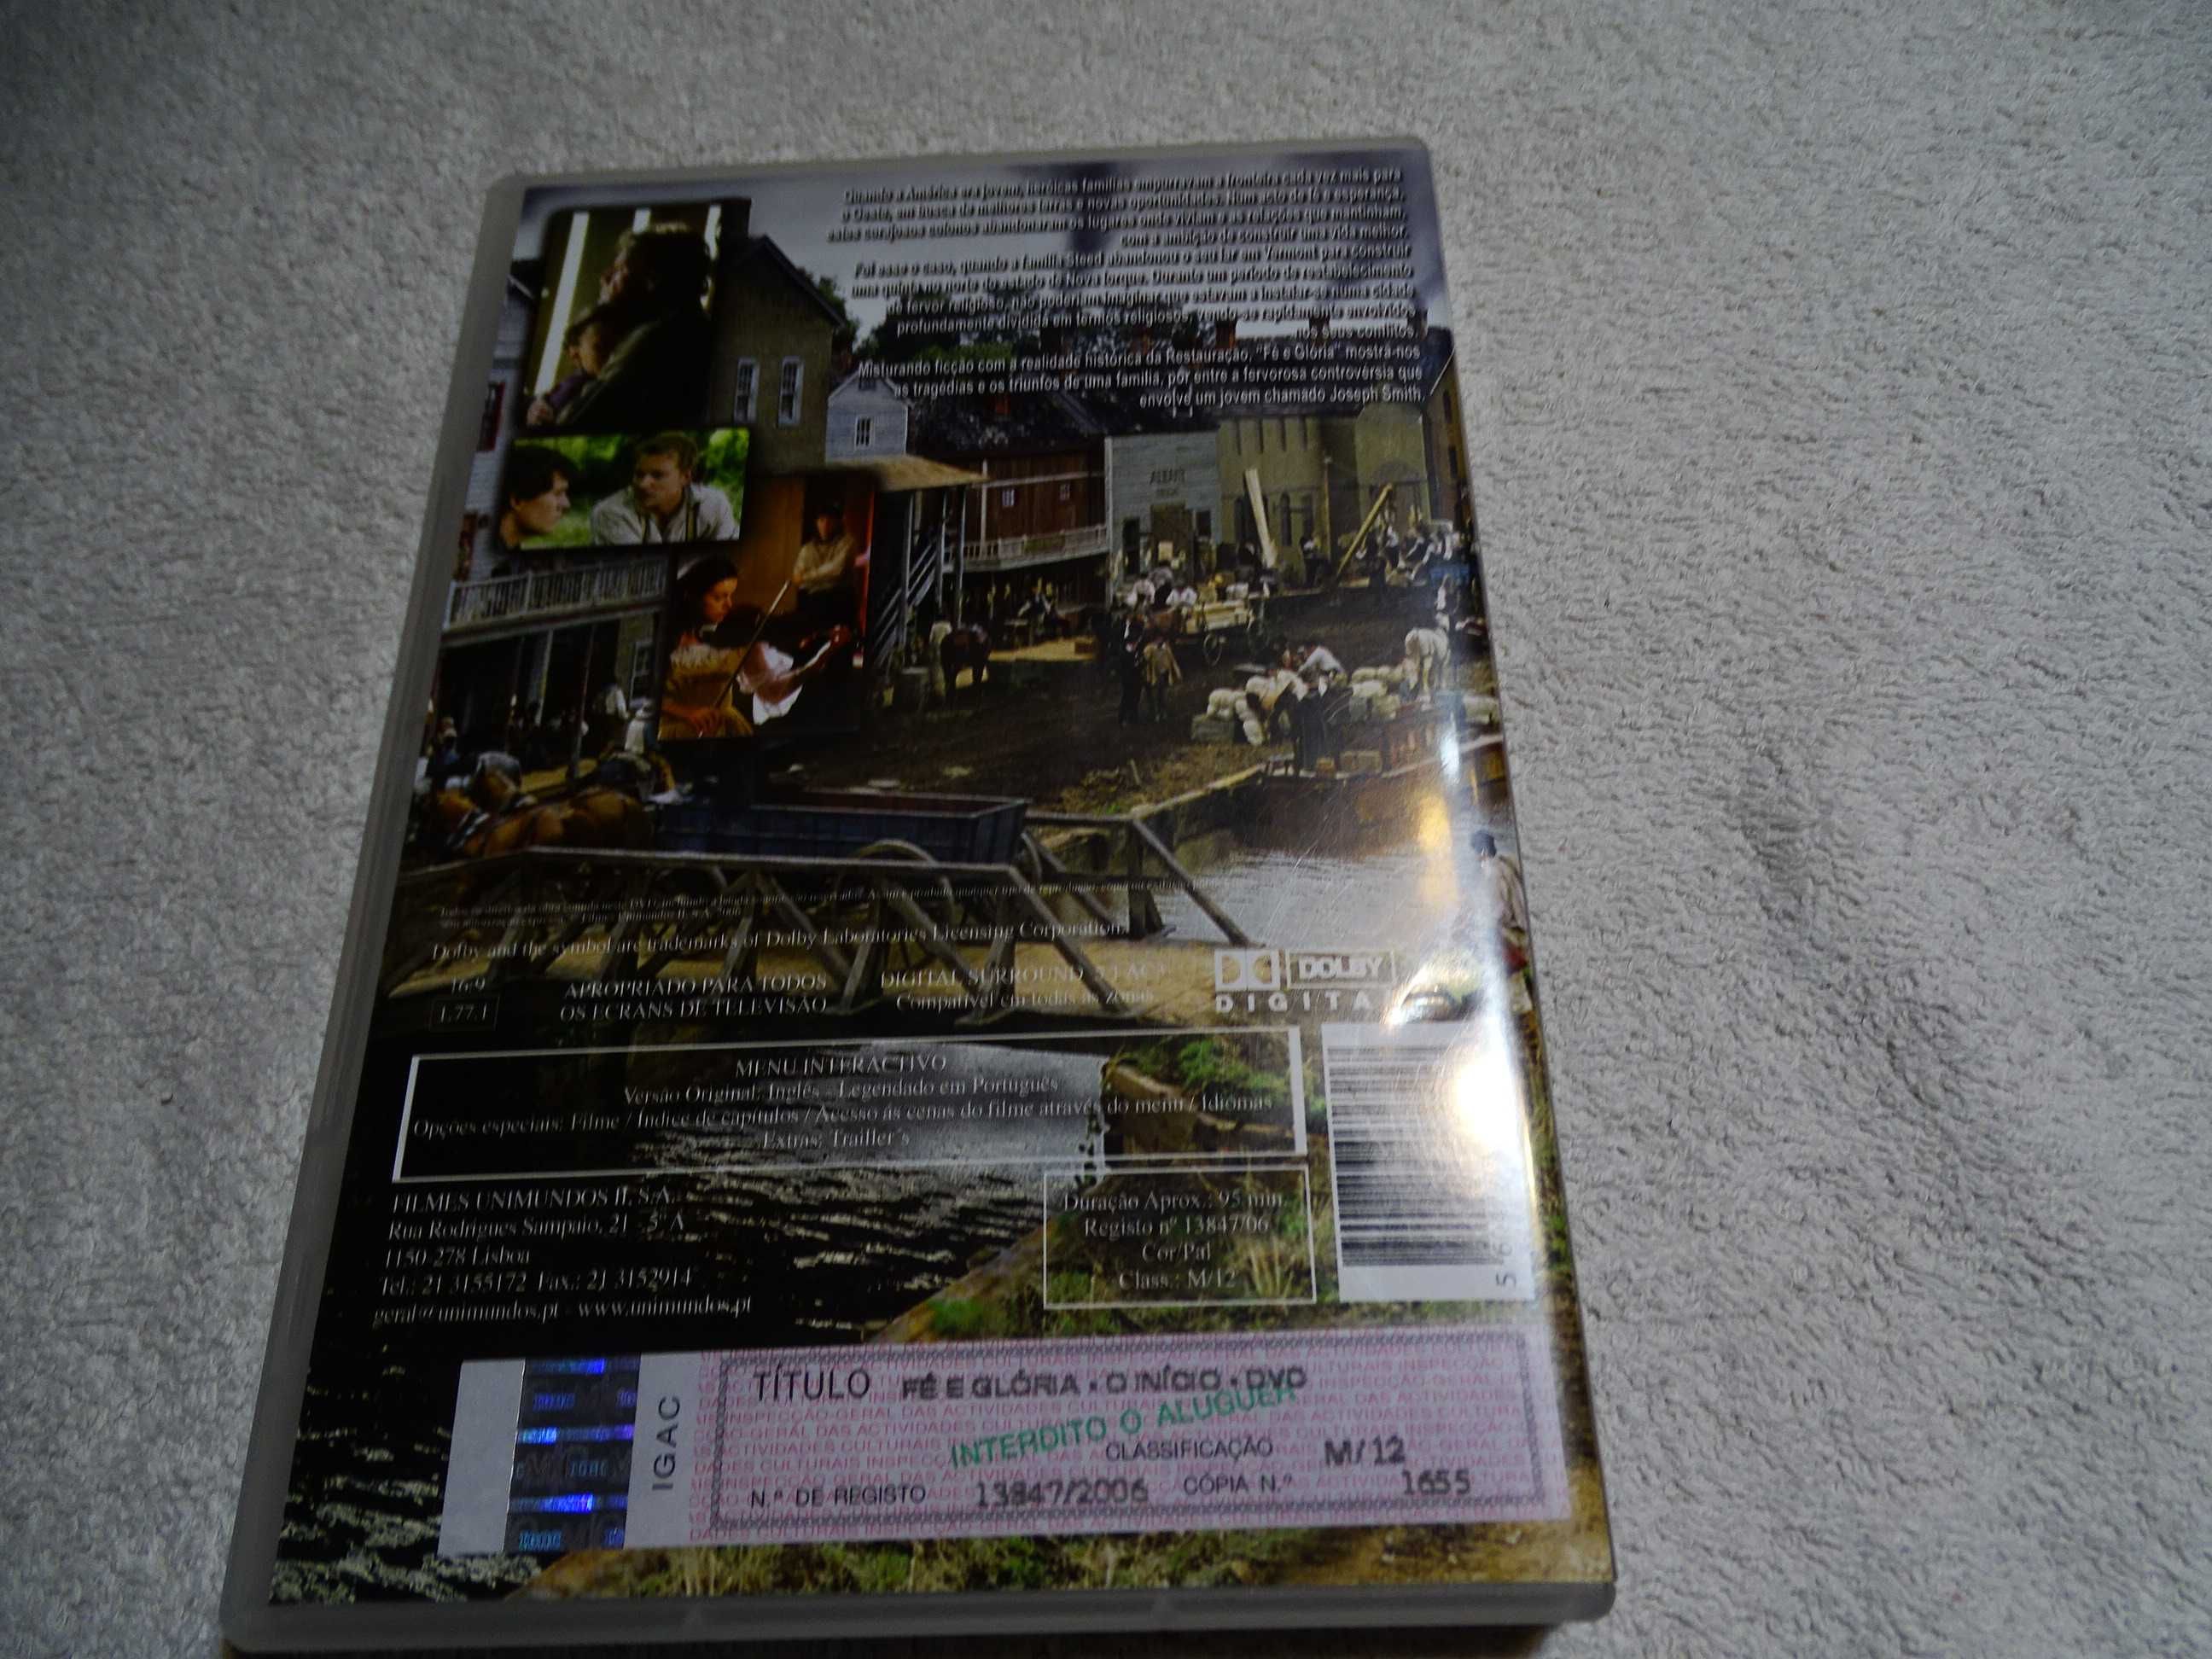 Quando a América era jovem, heróicas famílias empurravam a fronteira cada vez mais para
o Oeste, em busca de melhores terras e novas oportunidades. Num acto de fé e esperança,
estes corajosos colonos abandonaram os lugares onde viviam e as relações que mantinham,
com a ambição de construir uma vida melhor
Foi esse o caso, quando a família Steed abandonou o seu lar em Vermont para construir
uma quinta no norte do estado de Nova Iorque. Durante um período de restabelecimento
e fervor religioso, não poderiam imaginar que estavam a instalar-se numa cidade
profundamente dividida em termos religiosos, vendo-se rapidamente envolvidos
nos seus conflitos.
Misturando ficção com a realidade histórica da Restauração, "Fé e Glória" mostra-nos
as tragédias e os triunfos de uma família, por entre a fervorosa controvérsia que
envolve um jovem chamado Joseph Smith
Dolby and the symbol are trademarks of Dolby Laboratories Licensing Corporation.
16:9
1.77.1
APROPRIADO PARA TODOS
OS ECRANS DE TELEVISÃO
DIGITAL SURROUND 5.1 AC3
Compatível em todas as zonas
DOLBY
DIGITAL
MENU INTERACTIVO
Versão Original: Inglês Legendado em Português
Opções especiais: Filme / Índice de capítulos / Acesso às cenas do filme através do menu / Idiomas
Extras: Trailler´s
FILMES UNIMUNDOS II, S.A.
Rua Rodrigues Sampaio, 21 - 5º A
1150-278 Lisboa
Tel.: 21 3155172 Fax.: 21 3152914
geral@unimundos.pt - www.unimundos.pt
Duração Aprox.: 95 min.
Registo nº 13847/06
Cor/Pal
Class.: M/12
IGAC
TÍTULO FÉ E GLÓRIA - O INÍCIO - DVD
INTERDITO O ALUGUER
CLASSIFICAÇÃO M/12
N.º DE REGISTO 13847/2006 CÓPIA N.º 1655